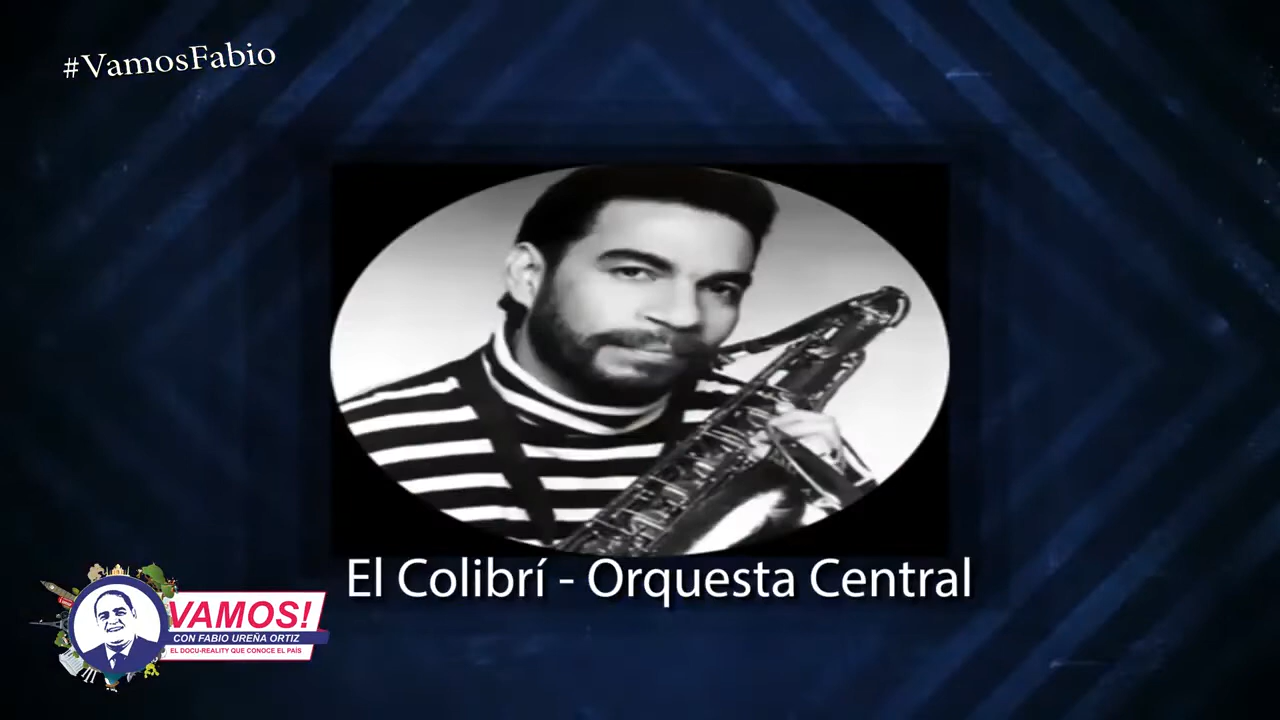 #VamosFabio
El Colibrí - Orquesta Central
VAMOS!
CON FABIO UREÑA ORTIZ
EL DOCU-REALITY QUE CONOCE EL PAÍS